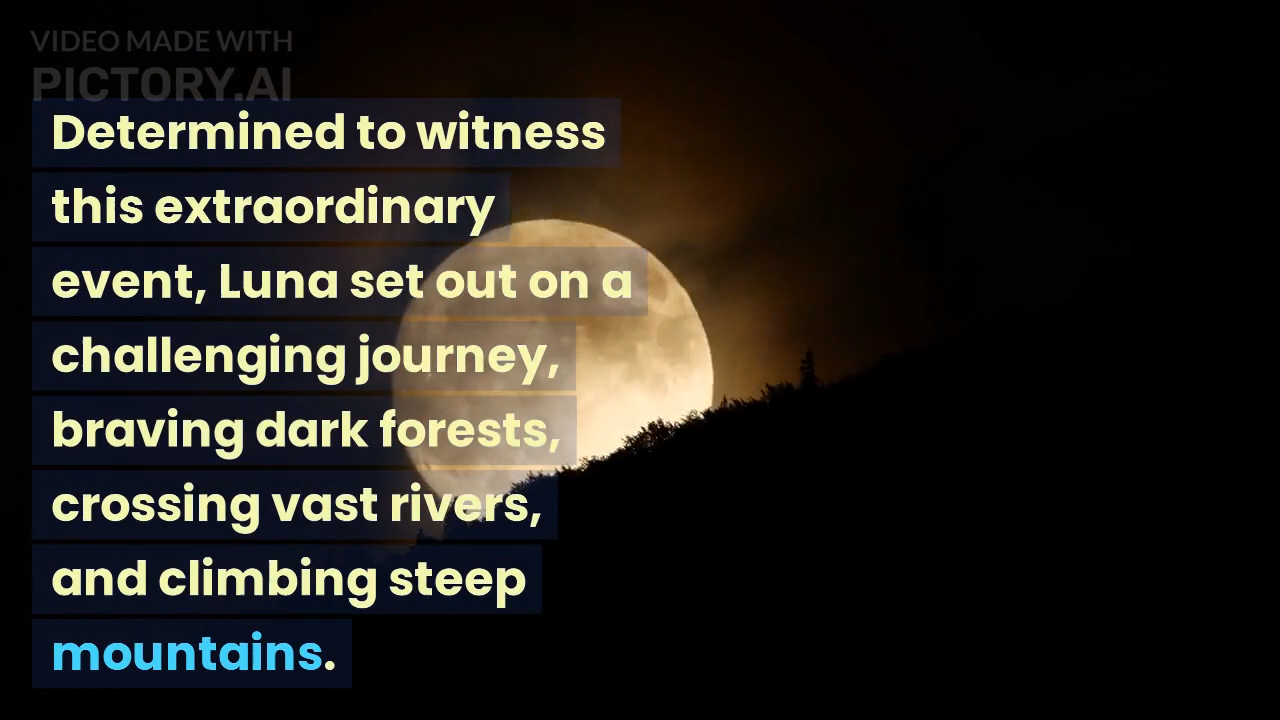 VIDEO MADE WITH
PICTORY.AI
Determined to witness
this extraordinary
event, Luna set out on a
challenging journey,
braving dark forests,
crossing vast rivers,
and climbing steep
mountains.